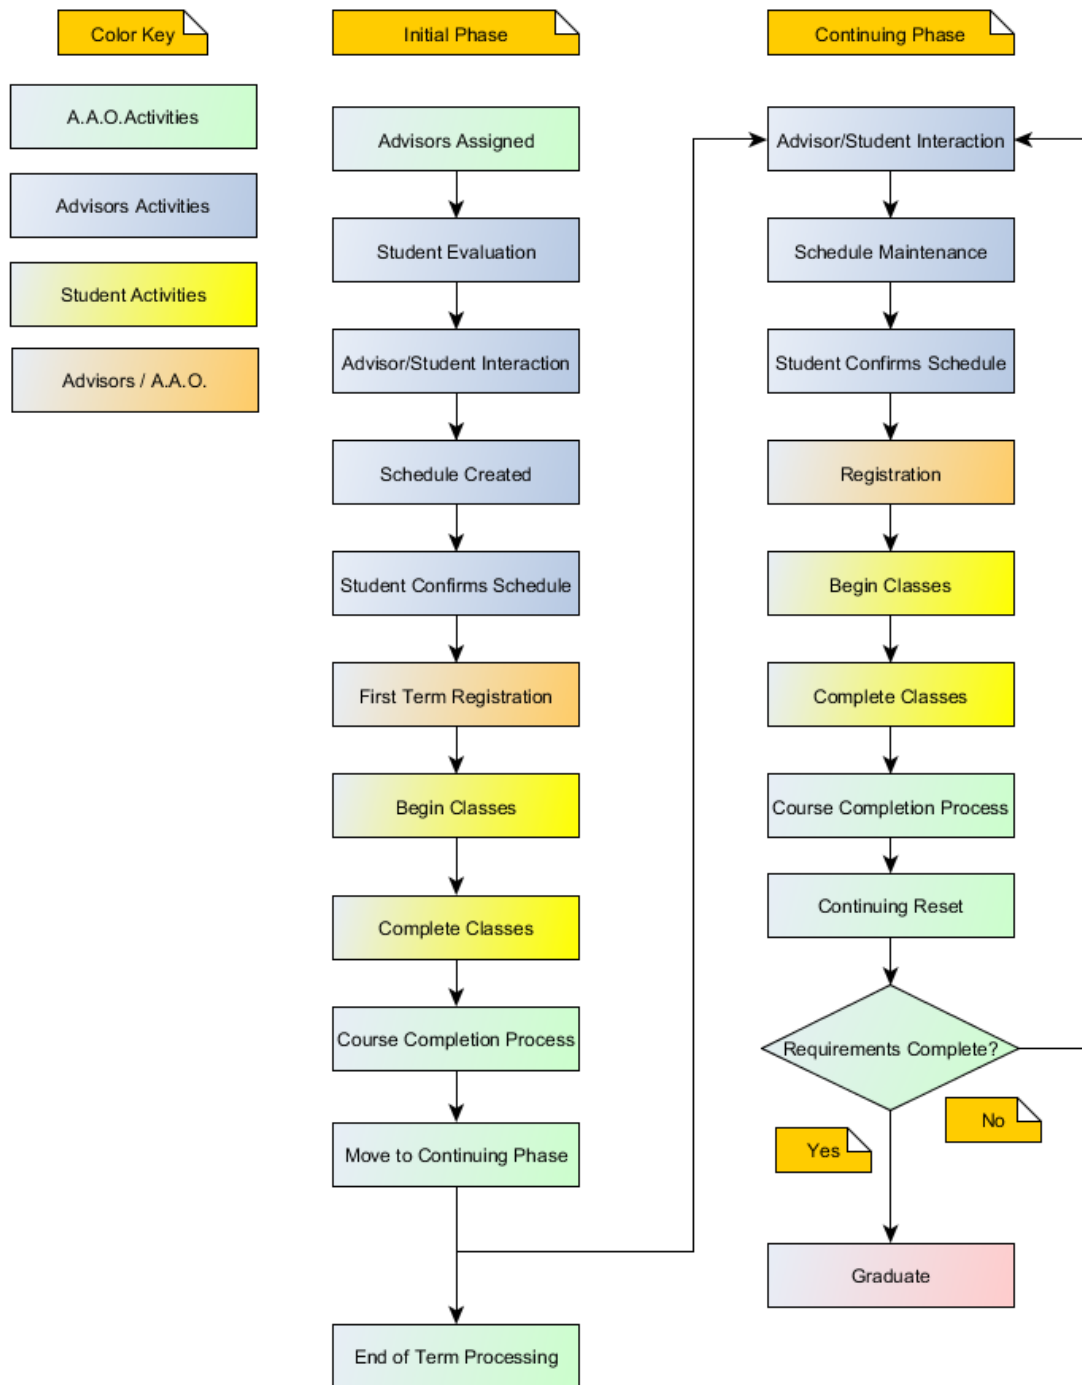 Color Key
A.A.O.Activities
Advisors Activities
Student Activities
Advisors / A.A.O.
Initial Phase
Advisors Assigned
Student Evaluation
Advisor/Student Interaction
Schedule Created
Student Confirms Schedule
First Term Registration
Begin Classes
Complete Classes
Course Completion Process
Move to Continuing Phase
End of Term Processing
Continuing Phase
Advisor/Student Interaction
Schedule Maintenance
Student Confirms Schedule
Registration
Begin Classes
Complete Classes
Course Completion Process
Continuing Reset
Requirements Complete?
No
Yes
Graduate